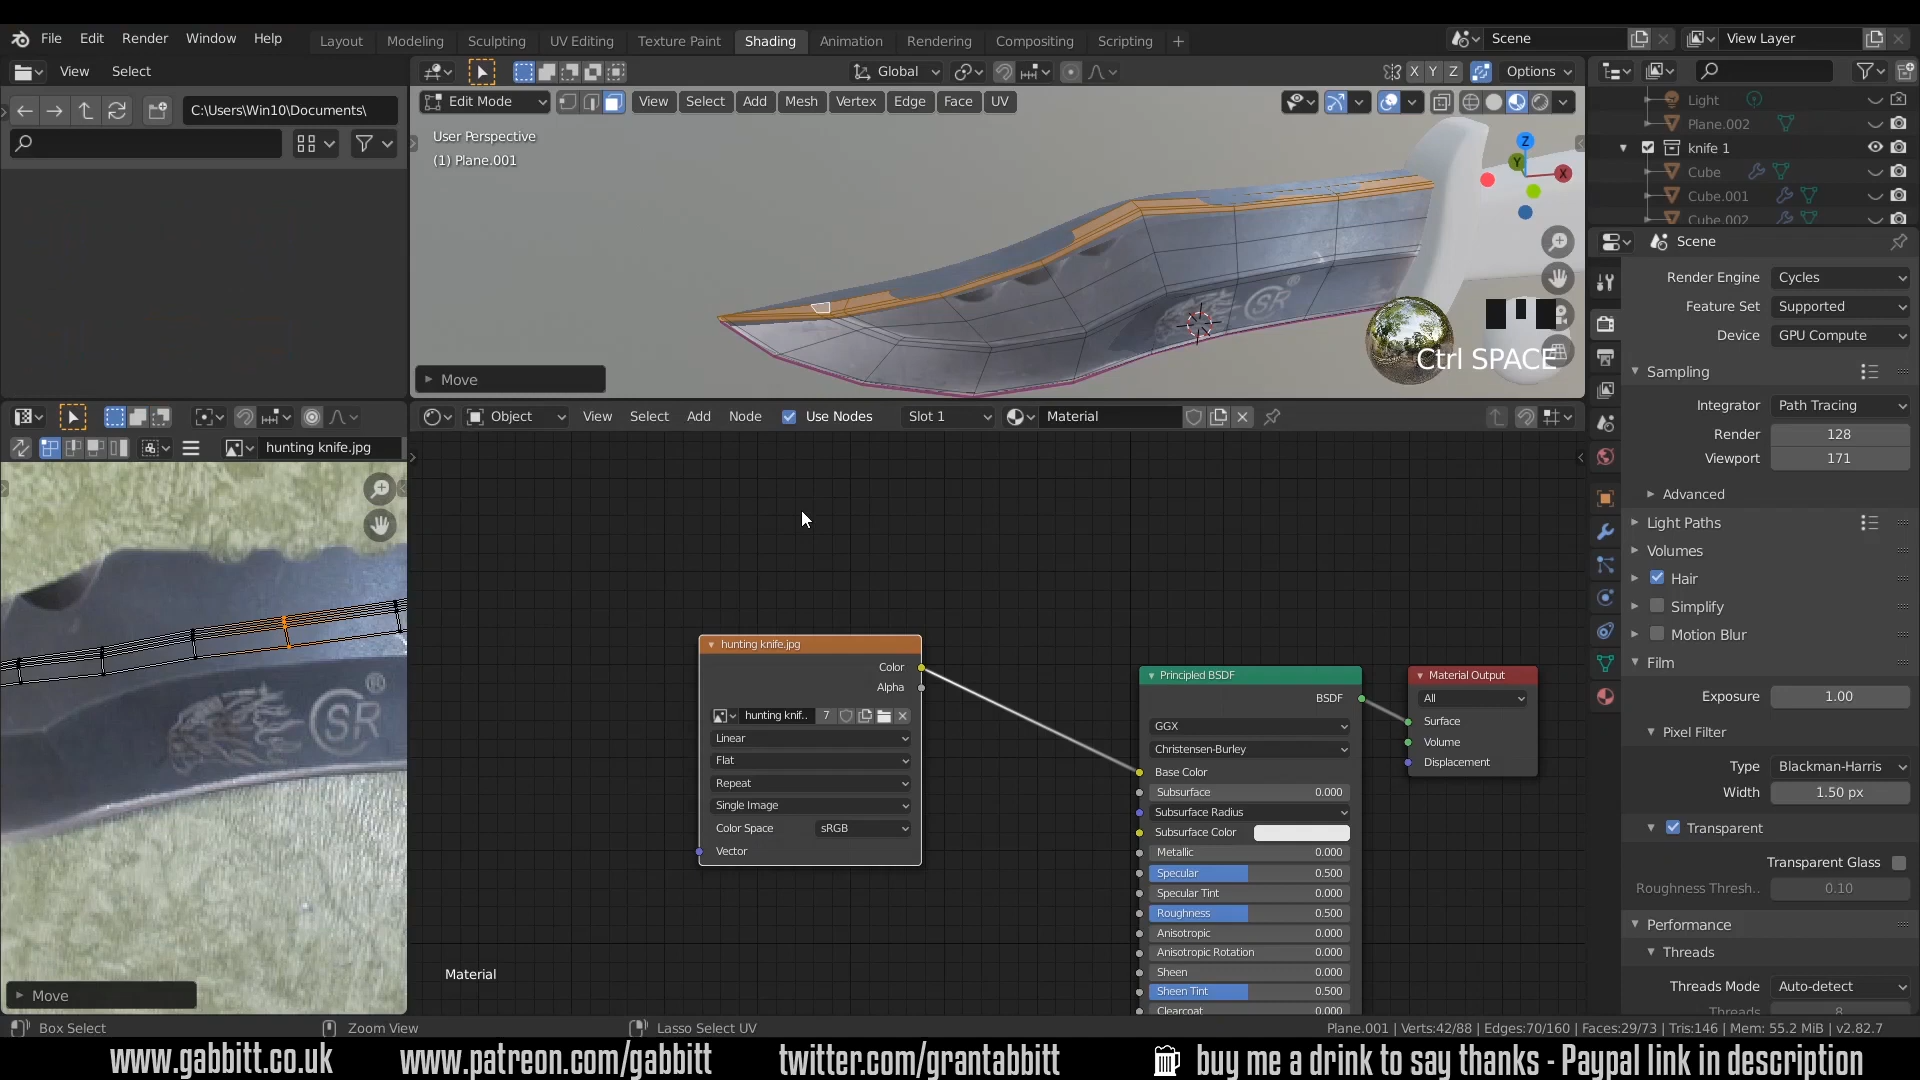 File Edit Render Window Help
Layout Modeling Sculpting UV Editing Texture Paint Shading Animation Rendering Compositing Scripting +
Scene View Layer
View Select
Global X Y Z Options
C:\Users\Win10\Documents\
Edit Mode View Select Add Mesh Vertex Edge Face UV
Light
Plane.002
knife 1
Cube
Cube.001
Cube.002
User Perspective
(1) Plane.001
Z
Y
X
SR
Ctrl SPACE
Move
Scene
Render Engine Cycles
Feature Set Supported
Device GPU Compute
Sampling
Integrator Path Tracing
Render 128
Viewport 171
Advanced
Light Paths
Volumes
Hair
Simplify
Motion Blur
Film
Exposure 1.00
Pixel Filter
Type Blackman-Harris
Width 1.50 px
Transparent
Transparent Glass
Roughness Thresh.. 0.10
Performance
Threads
Threads Mode Auto-detect
Threads 8
Object View Select Add Node Use Nodes Slot 1 Material
hunting knife.jpg
® SR
Move
hunting knife.jpg
Color
Alpha
hunting knif.. 7
Linear
Flat
Repeat
Single Image
Color Space sRGB
Vector
Principled BSDF
BSDF
GGX
Christensen-Burley
Base Color
Subsurface 0.000
Subsurface Radius
Subsurface Color
Metallic 0.000
Specular 0.500
Specular Tint 0.000
Roughness 0.500
Anisotropic 0.000
Anisotropic Rotation 0.000
Sheen 0.000
Sheen Tint 0.500
Clearcoat 0.000
Material Output
All
Surface
Volume
Displacement
Material
Box Select Zoom View Lasso Select UV Plane.001 | Verts:42/88 | Edges:70/160 | Faces:29/73 | Tris:146 | Mem: 55.2 MiB | v2.82.7
www.gabbitt.co.uk www.patreon.com/gabbitt twitter.com/grantabbitt buy me a drink to say thanks - Paypal link in description